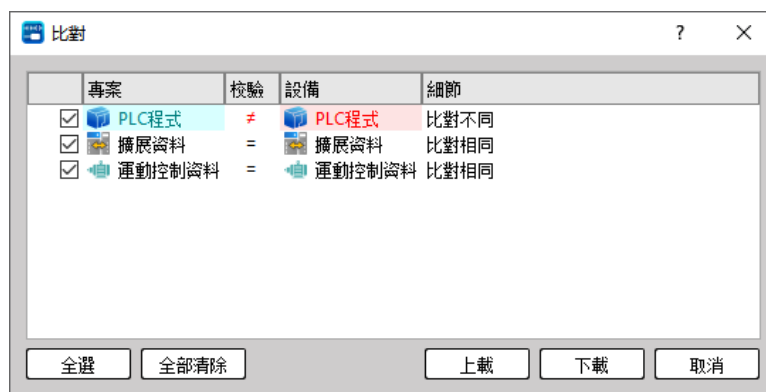 比對
?
專案 校驗 設備 細節
PLC程式 ≠ PLC程式 比對不同
擴展資料 = 擴展資料 比對相同
運動控制資料 = 運動控制資料 比對相同
全選 全部清除 上載 下載 取消